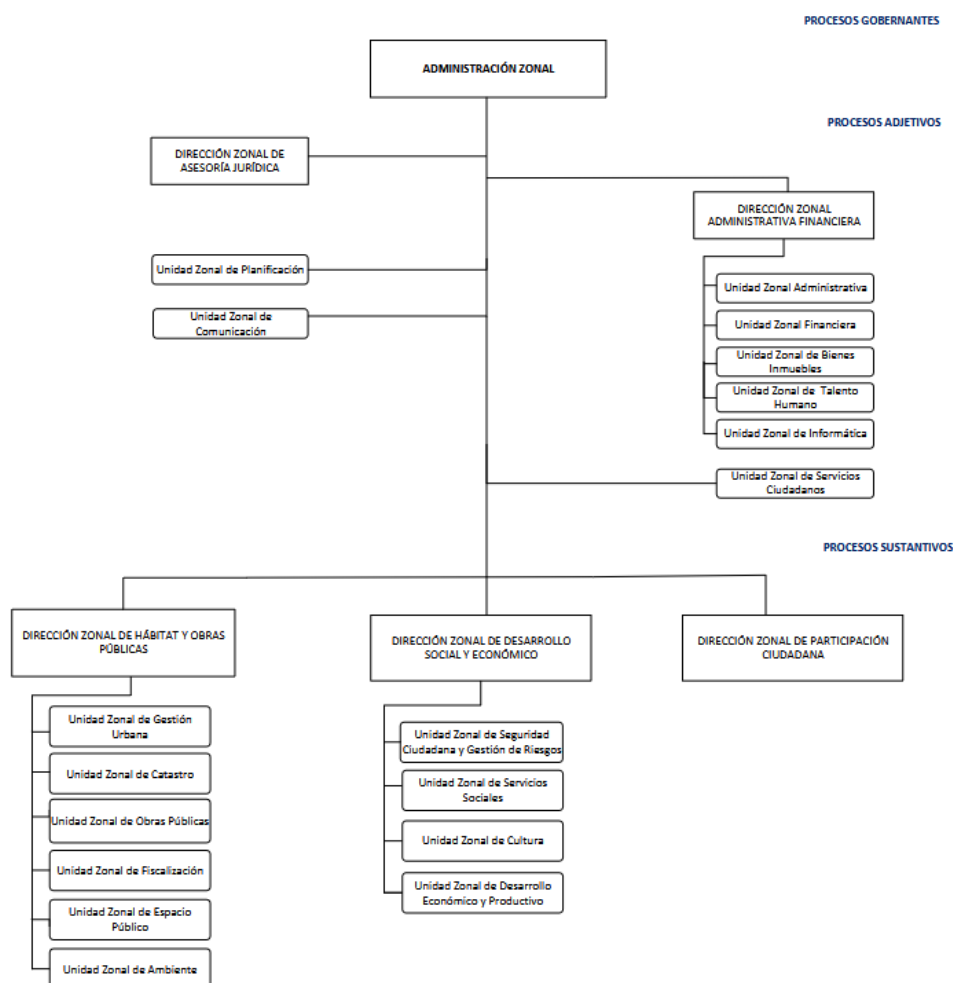 PROCESOS GOBERNANTES
ADMINISTRACIÓN ZONAL
PROCESOS ADJETIVOS
DIRECCIÓN ZONAL DE
ASESORÍA JURÍDICA
DIRECCIÓN ZONAL
ADMINISTRATIVA FINANCIERA
Unidad Zonal de Planificación
Unidad Zonal de
Comunicación
Unidad Zonal Administrativa
Unidad Zonal Financiera
Unidad Zonal de Bienes
Inmuebles
Unidad Zonal de Talento
Humano
Unidad Zonal de Informática
Unidad Zonal de Servicios
Ciudadanos
PROCESOS SUSTANTIVOS
DIRECCIÓN ZONAL DE HÁBITAT Y OBRAS
PÚBLICAS
Unidad Zonal de Gestión
Urbana
Unidad Zonal de Catastro
Unidad Zonal de Obras Públicas
Unidad Zonal de Fiscalización
Unidad Zonal de Espacio
Público
Unidad Zonal de Ambiente
DIRECCIÓN ZONAL DE DESARROLLO
SOCIAL Y ECONÓMICO
Unidad Zonal de Seguridad
Ciudadana y Gestión de Riesgos
Unidad Zonal de Servicios
Sociales
Unidad Zonal de Cultura
Unidad Zonal de Desarrollo
Económico y Productivo
DIRECCIÓN ZONAL DE PARTICIPACIÓN
CIUDADANA